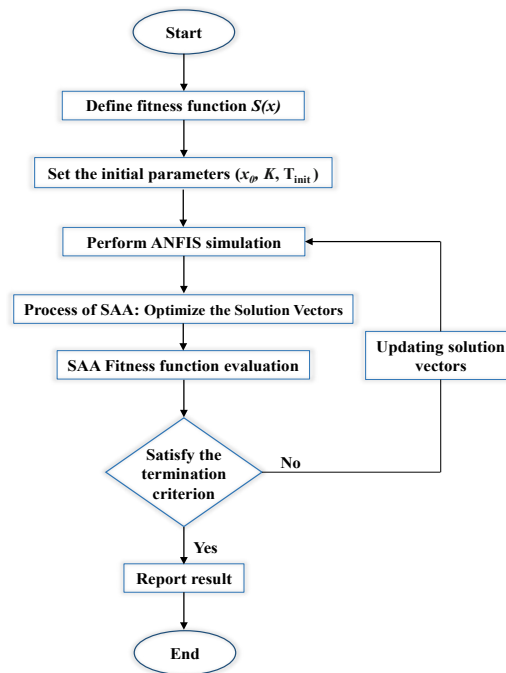 Start
Define fitness function S(x)
Set the initial parameters (x0, K, Tinit)
Perform ANFIS simulation
Process of SAA: Optimize the Solution Vectors
SAA Fitness function evaluation
Updating solution
vectors
Satisfy the
termination
criterion
No
Yes
Report result
End